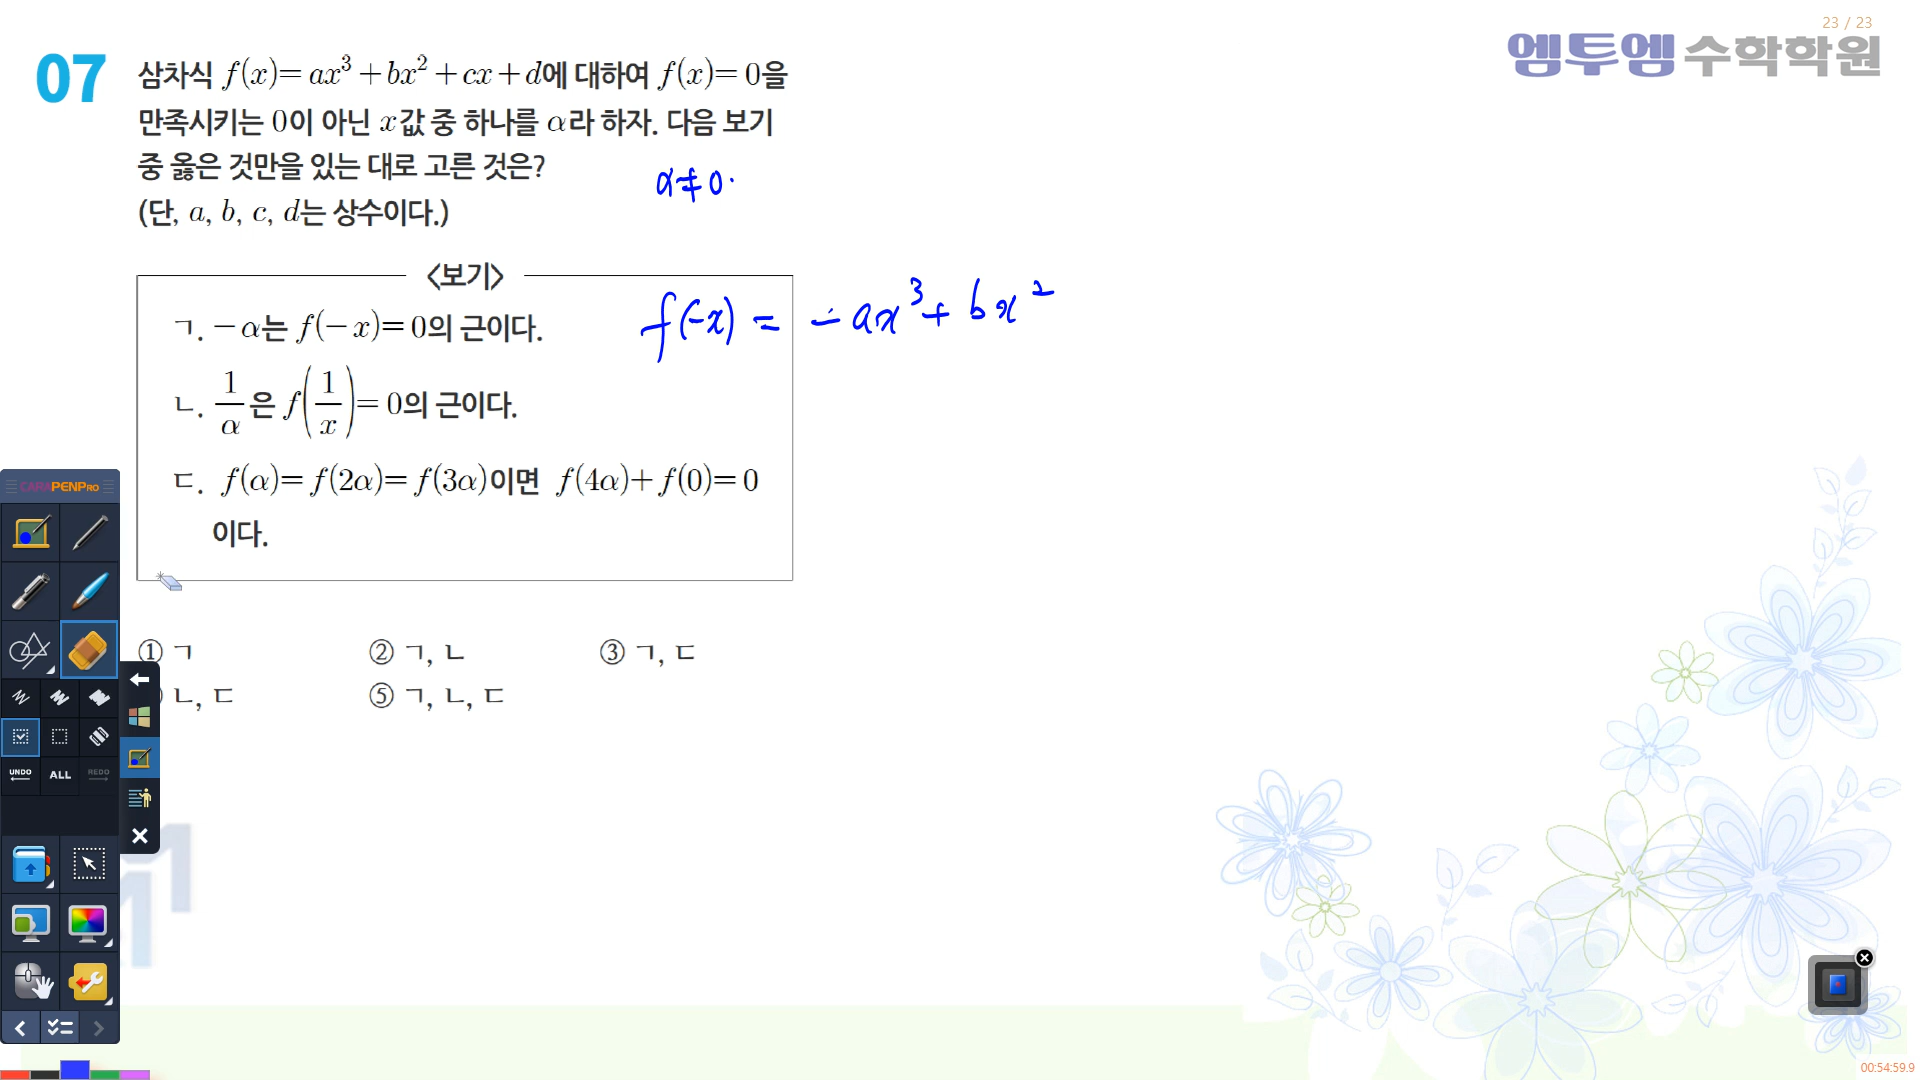 23 / 23
엠투엠 수학학원
07 삼차식 f(x)=ax³+bx²+cx+d에 대하여 f(x)=0을
만족시키는 0이 아닌 x값 중 하나를 α라 하자. 다음 보기
중 옳은 것만을 있는 대로 고른 것은?
α≠0.
(단, a, b, c, d는 상수이다.)
<보기>
ㄱ. -α는 f(-x)=0의 근이다.
f(-x) = -ax³+bx²
ㄴ. 1/α은 f(1/x)=0의 근이다.
ㄷ. f(α)=f(2α)=f(3α)이면 f(4α)+f(0)=0
이다.
① ㄱ ② ㄱ, ㄴ ③ ㄱ, ㄷ
ㄴ, ㄷ ⑤ ㄱ, ㄴ, ㄷ
CARAPENPRO
UNDO ALL REDO
00:54:59.9